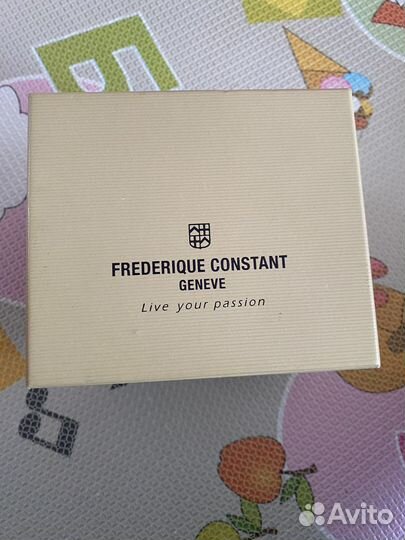 FREDERIQUE CONSTANT
GENEVE
Live your passion
Avito